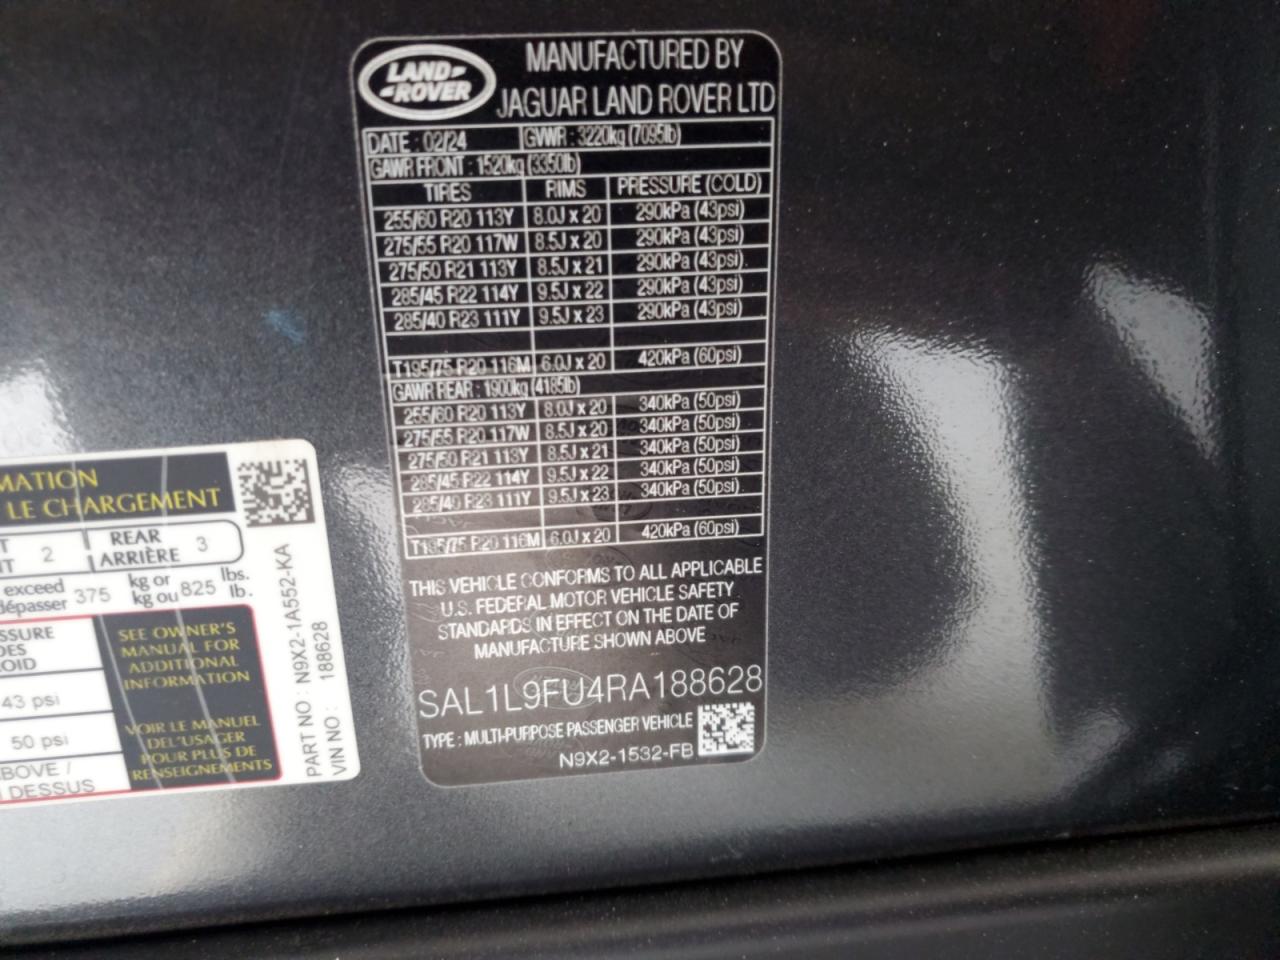 LAND
ROVER
MANUFACTURED BY
JAGUAR LAND ROVER LTD
DATE : 02/24 GVWR : 3220kg (7095lb)
GAWR FRONT : 1520kg (3350lb)
TIRES RIMS PRESSURE (COLD)
255/60 R20 113Y 8.0J x 20 290kPa (43psi)
275/55 R20 117W 8.5J x 20 290kPa (43psi)
275/50 R21 113Y 8.5J x 21 290kPa (43psi)
285/45 R22 114Y 9.5J x 22 290kPa (43psi)
285/40 R23 111Y 9.5J x 23 290kPa (43psi)
T195/75 R20 116M 6.0J x 20 420kPa (60psi)
GAWR REAR : 1900kg (4185lb)
255/60 R20 113Y 8.0J x 20 340kPa (50psi)
275/55 R20 117W 8.5J x 20 340kPa (50psi)
275/50 R21 113Y 8.5J x 21 340kPa (50psi)
285/45 R22 114Y 9.5J x 22 340kPa (50psi)
285/40 R23 111Y 9.5J x 23 340kPa (50psi)
T195/75 R20 116M 6.0J x 20 420kPa (60psi)
THIS VEHICLE CONFORMS TO ALL APPLICABLE
U.S. FEDERAL MOTOR VEHICLE SAFETY
STANDARDS IN EFFECT ON THE DATE OF
MANUFACTURE SHOWN ABOVE
SAL1L9FU4RA188628
TYPE : MULTI-PURPOSE PASSENGER VEHICLE
N9X2-1532-FB
MATION
LE CHARGEMENT
T 2 REAR 3
NT ARRIÈRE
exceed 375 kg or 825 lbs.
dépasser kg ou lb.
SSURE
DES
ROID
43 psi
50 psi
ABOVE /
DESSUS
SEE OWNER'S
MANUAL FOR
ADDITIONAL
INFORMATION
VOIR LE MANUEL
DE L'USAGER
POUR PLUS DE
RENSEIGNEMENTS
PART NO : N9X2-1A552-KA
VIN NO : 188628